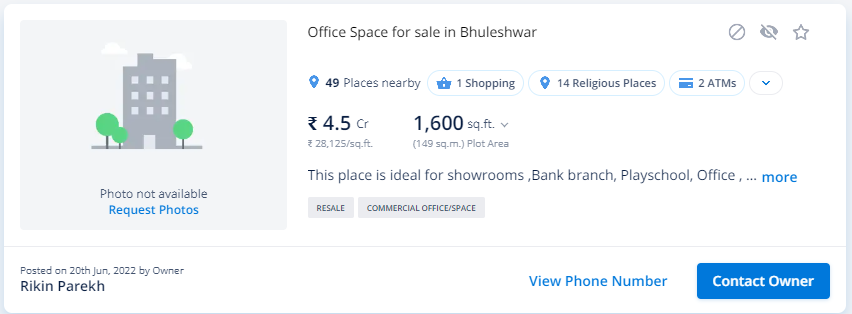 Office Space for sale in Bhuleshwar
49 Places nearby 1 Shopping 14 Religious Places 2 ATMs
₹ 4.5 Cr 1,600 sq.ft.
₹ 28,125/sq.ft. (149 sq.m.) Plot Area
This place is ideal for showrooms ,Bank branch, Playschool, Office , ... more
Photo not available
Request Photos
RESALE COMMERCIAL OFFICE/SPACE
Posted on 20th Jun, 2022 by Owner
Rikin Parekh
View Phone Number Contact Owner